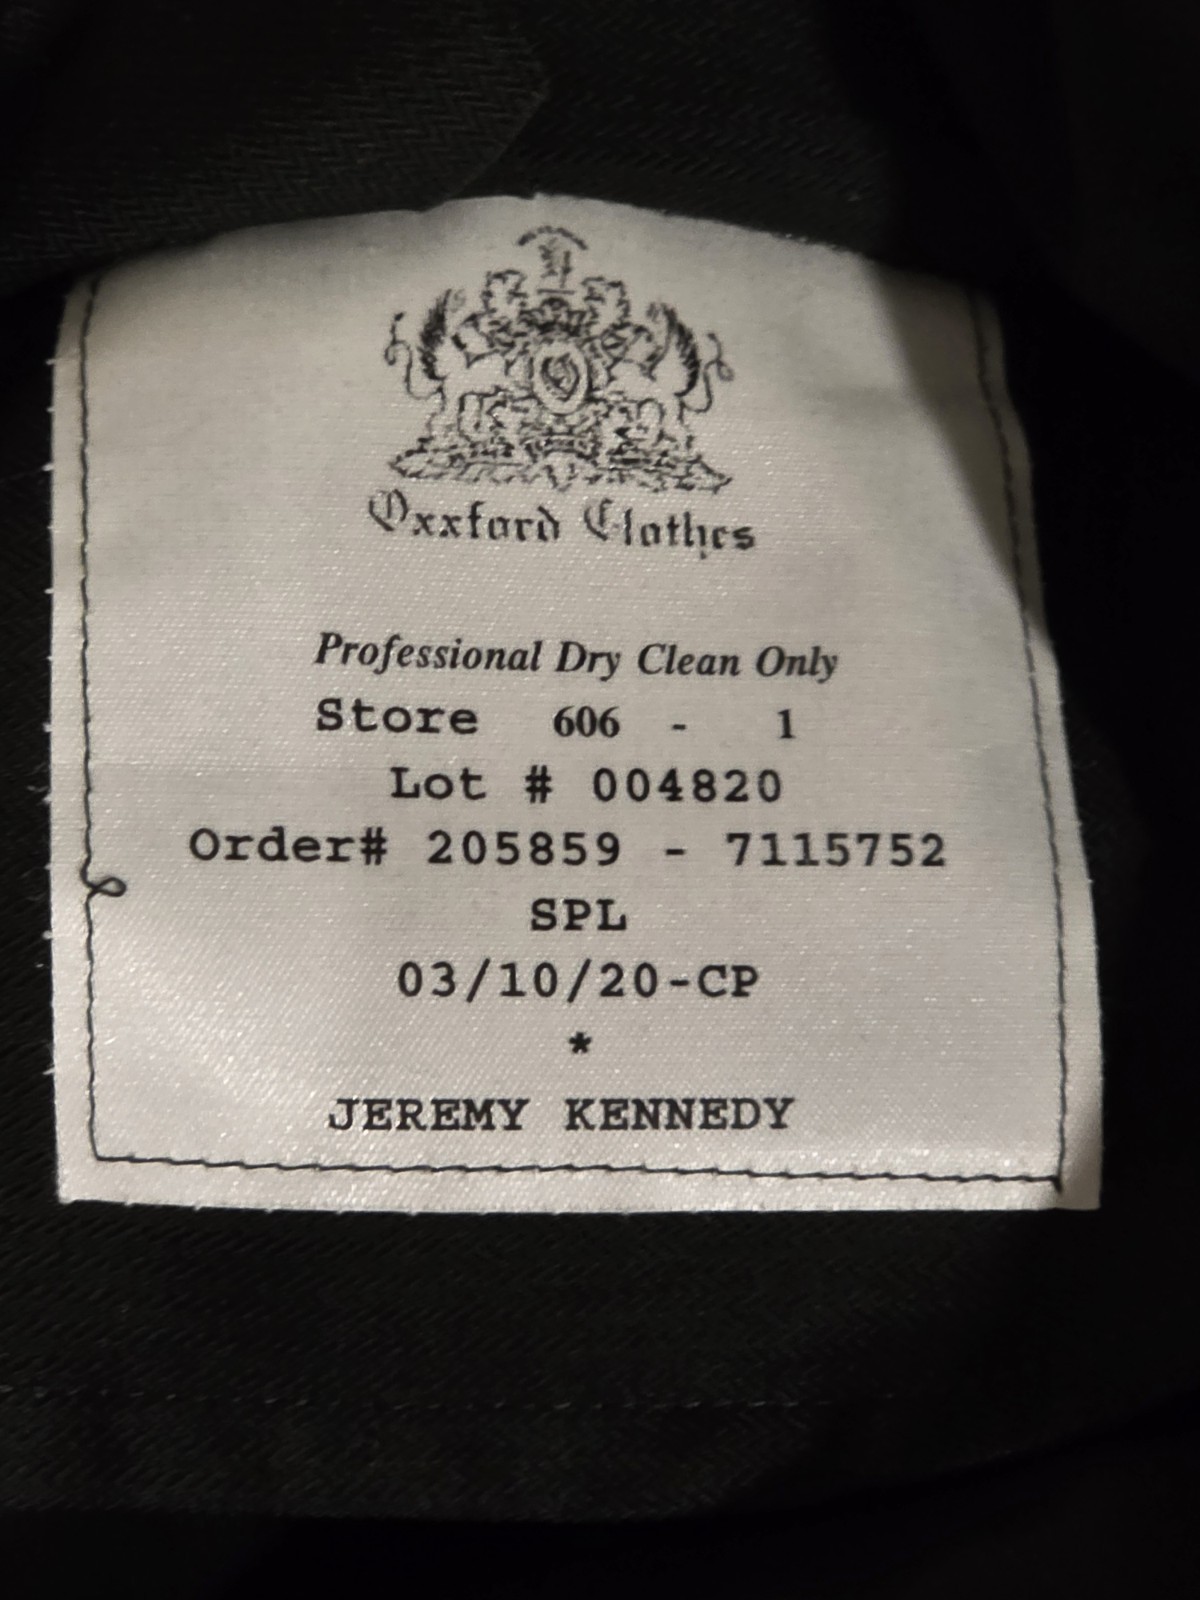 Oxxford Clothes
Professional Dry Clean Only
Store 606 - 1
Lot # 004820
Order# 205859 - 7115752
SPL
03/10/20-CP
*
JEREMY KENNEDY